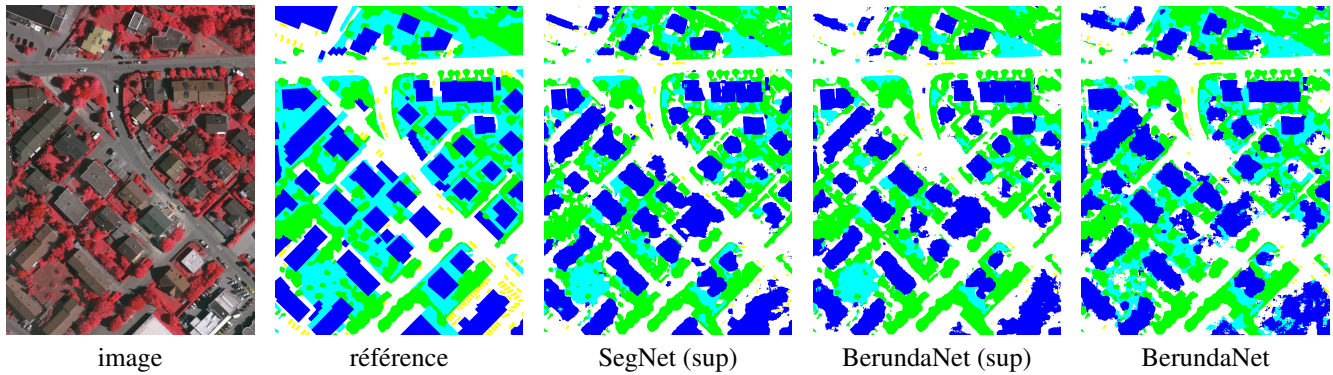 image
référence
SegNet (sup)
BerundaNet (sup)
BerundaNet